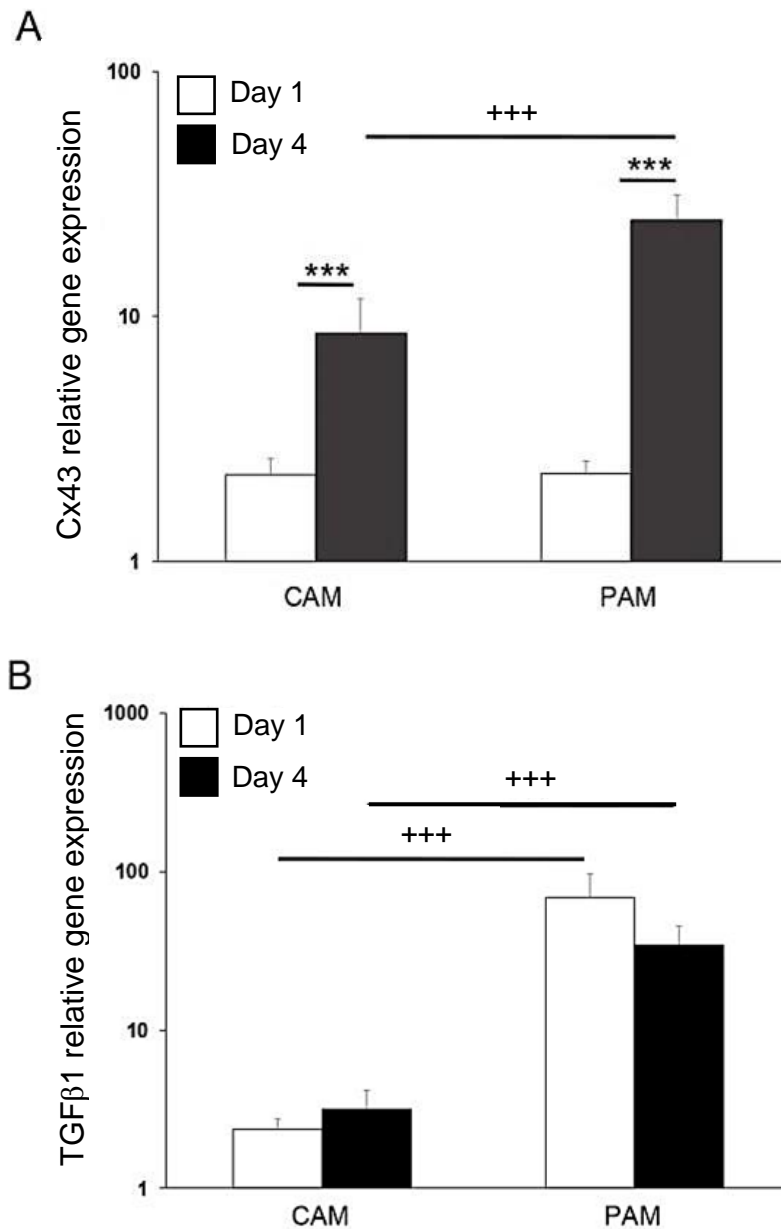 A
Cx43 relative gene expression
100
10
1
Day 1
Day 4
+++
***
***
CAM
PAM
B
TGFβ1 relative gene expression
1000
100
10
1
Day 1
Day 4
+++
+++
CAM
PAM